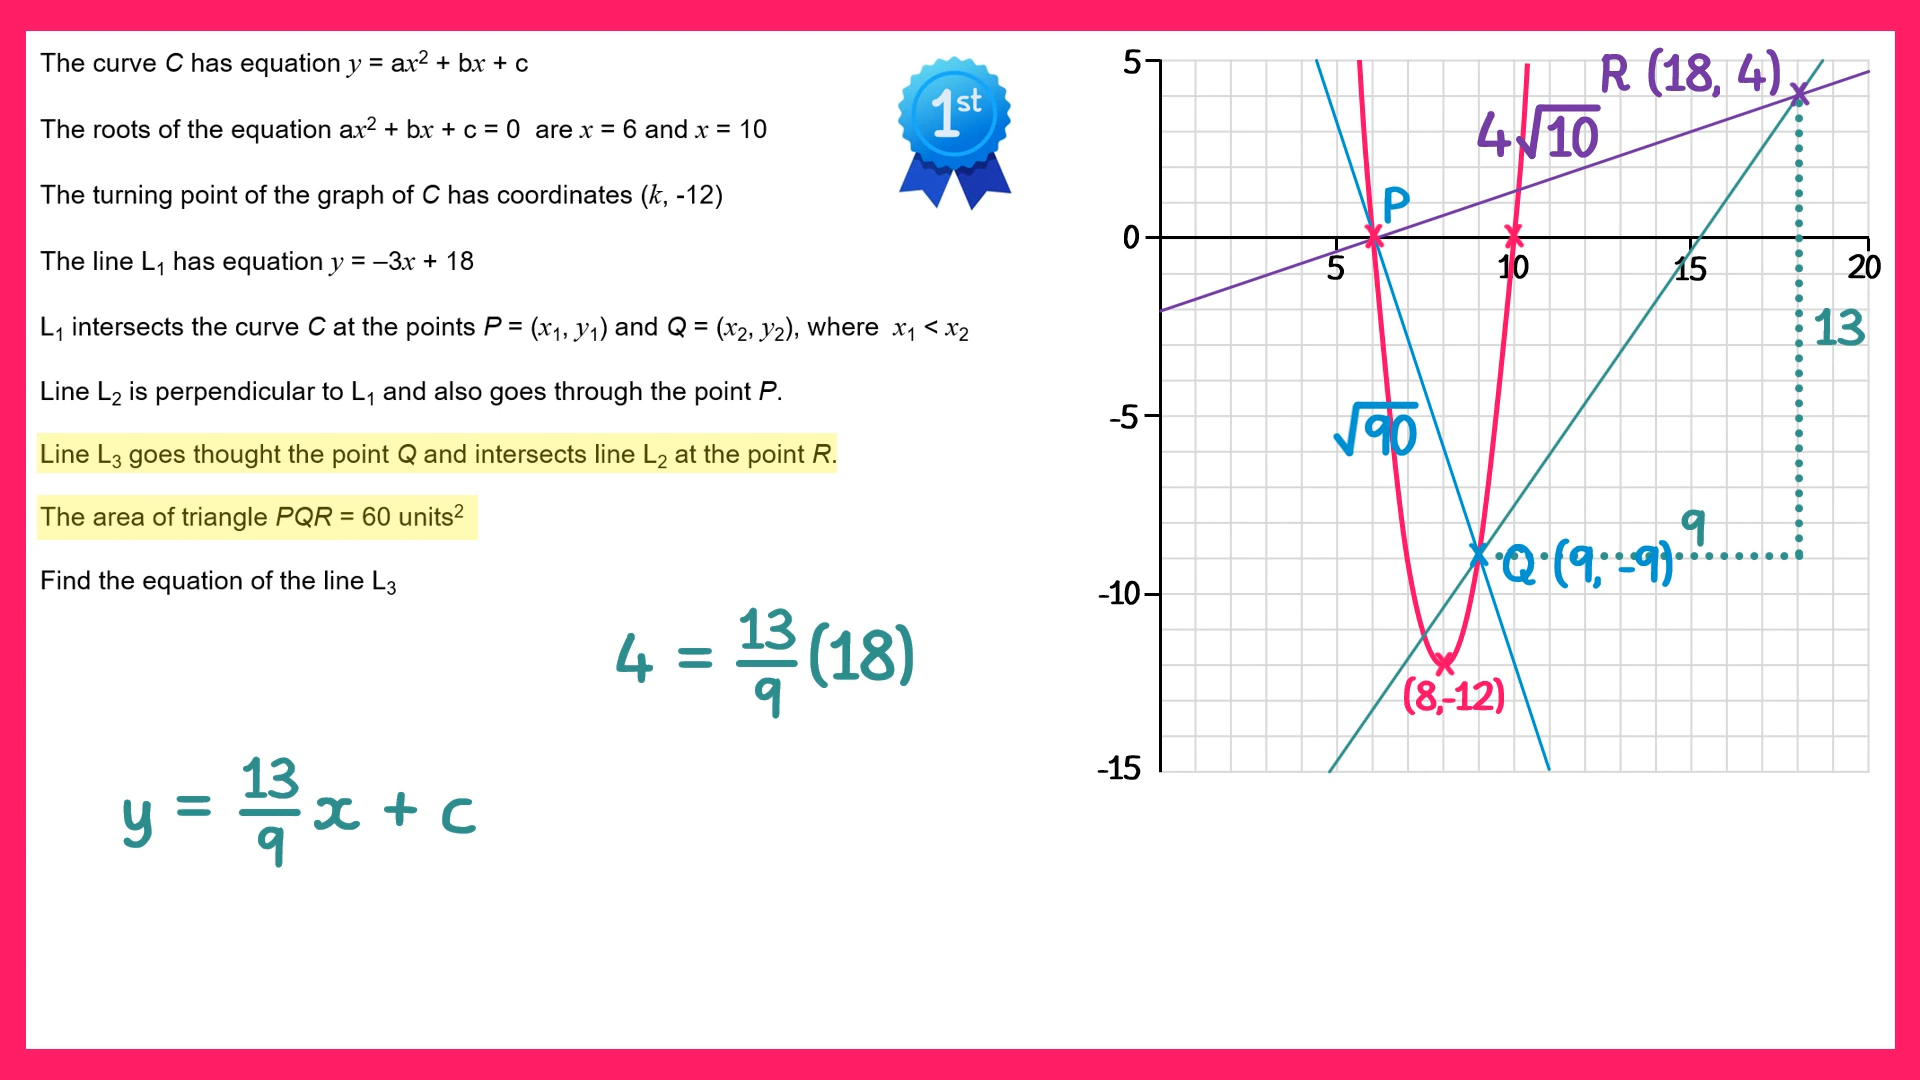 The curve C has equation y = ax² + bx + c
The roots of the equation ax² + bx + c = 0 are x = 6 and x = 10
The turning point of the graph of C has coordinates (k, -12)
The line L₁ has equation y = –3x + 18
L₁ intersects the curve C at the points P = (x₁, y₁) and Q = (x₂, y₂), where x₁ < x₂
Line L₂ is perpendicular to L₁ and also goes through the point P.
Line L₃ goes thought the point Q and intersects line L₂ at the point R.
The area of triangle PQR = 60 units²
Find the equation of the line L₃
1st
4 = 13/9 (18)
y = 13/9 x + c
5
R (18, 4)
4√10
P
0
5
10
15
20
13
-5
√90
9
Q (9, -9)
-10
(8,-12)
-15